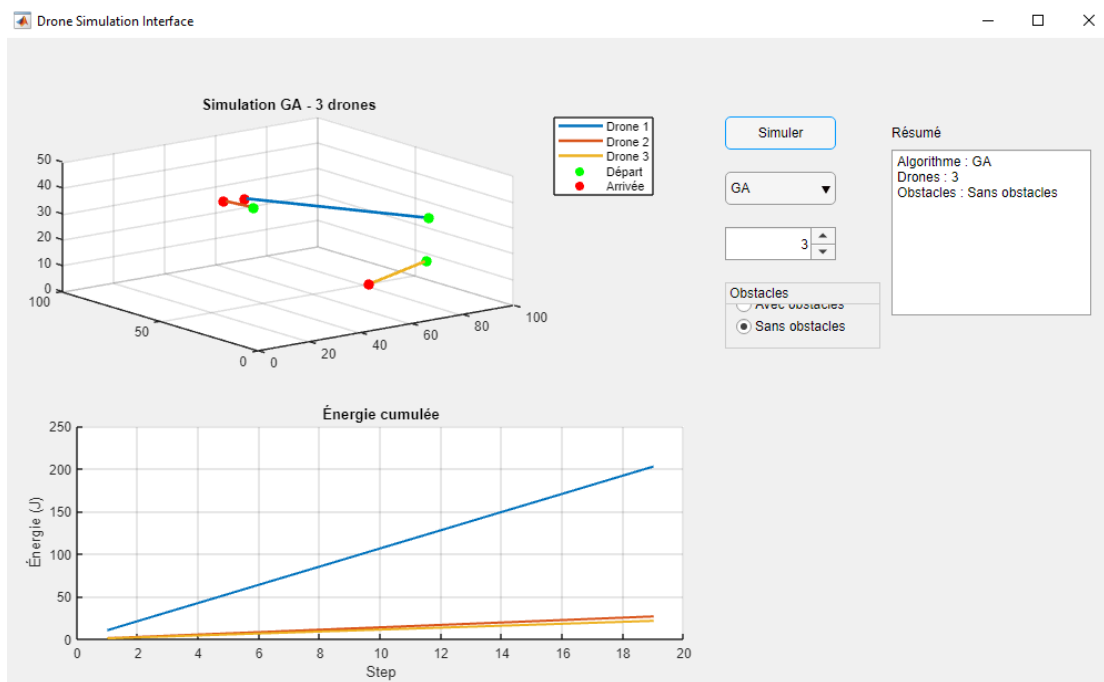 Drone Simulation Interface
Simulation GA - 3 drones
50
40
30
20
10
0
100
50
0
0
20
40
60
80
100
Drone 1
Drone 2
Drone 3
Départ
Arrivée
Simuler
GA
3
Obstacles
Avec obstacles
Sans obstacles
Résumé
Algorithme : GA
Drones : 3
Obstacles : Sans obstacles
Énergie cumulée
250
200
150
100
50
0
Énergie (J)
0 2 4 6 8 10 12 14 16 18 20
Step